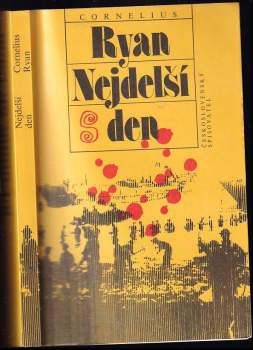 CORNELIUS
Ryan
Nejdelší
den
ČESKOSLOVENSKÝ
SPISOVATEL
Cornelius
Ryan
Nejdelší
den